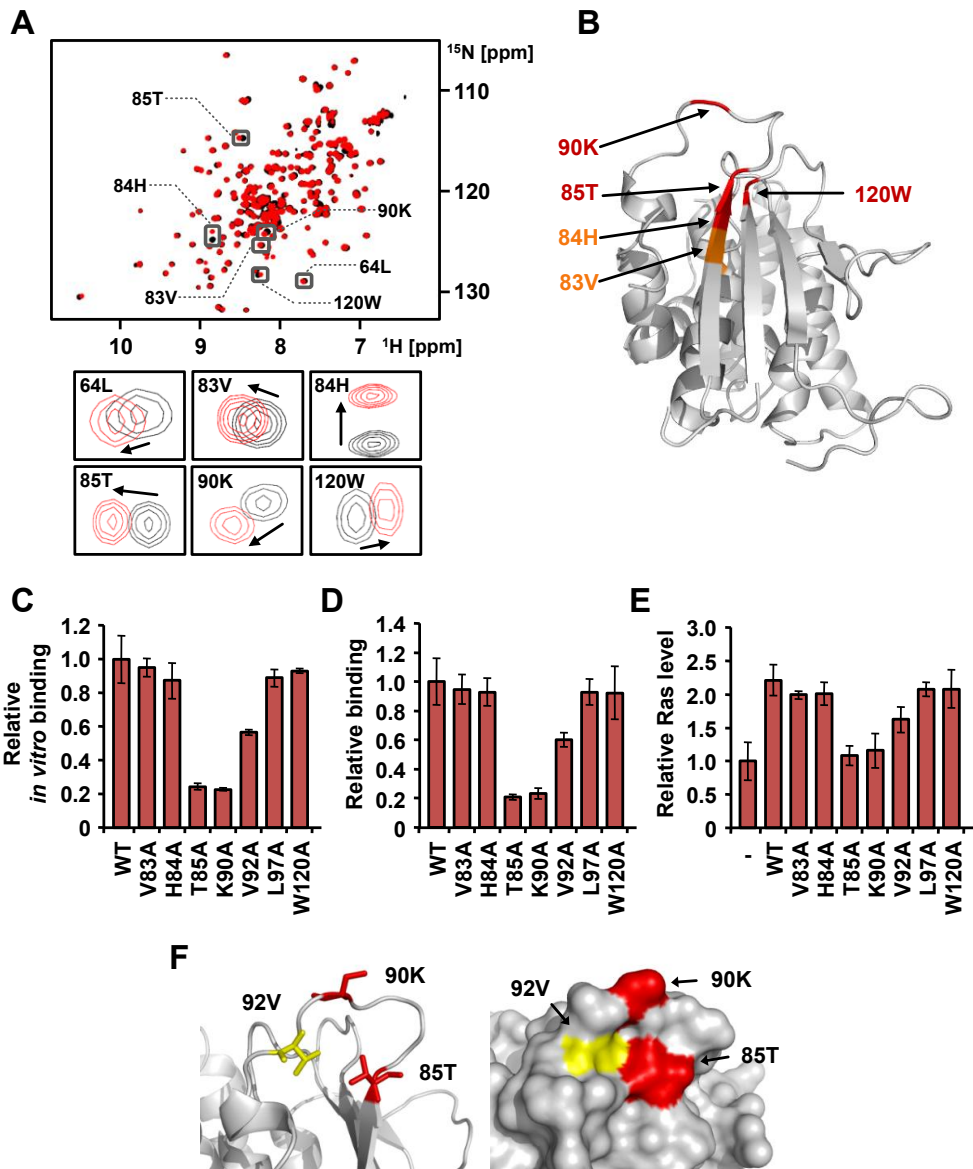 A
15N [ppm]
110
120
130
85T
84H
90K
64L
83V
120W
10 9 8 7
1H [ppm]
64L
83V
84H
85T
90K
120W
B
90K
85T
120W
84H
83V
C
Relative
in vitro binding
1.2
1.0
0.8
0.6
0.4
0.2
0
WT V83A H84A T85A K90A V92A L97A W120A
D
Relative binding
1.4
1.2
1.0
0.8
0.6
0.4
0.2
0
WT V83A H84A T85A K90A V92A L97A W120A
E
Relative Ras level
3.0
2.5
2.0
1.5
1.0
0.5
0
- WT V83A H84A T85A K90A V92A L97A W120A
F
90K
92V
85T
90K
92V
85T